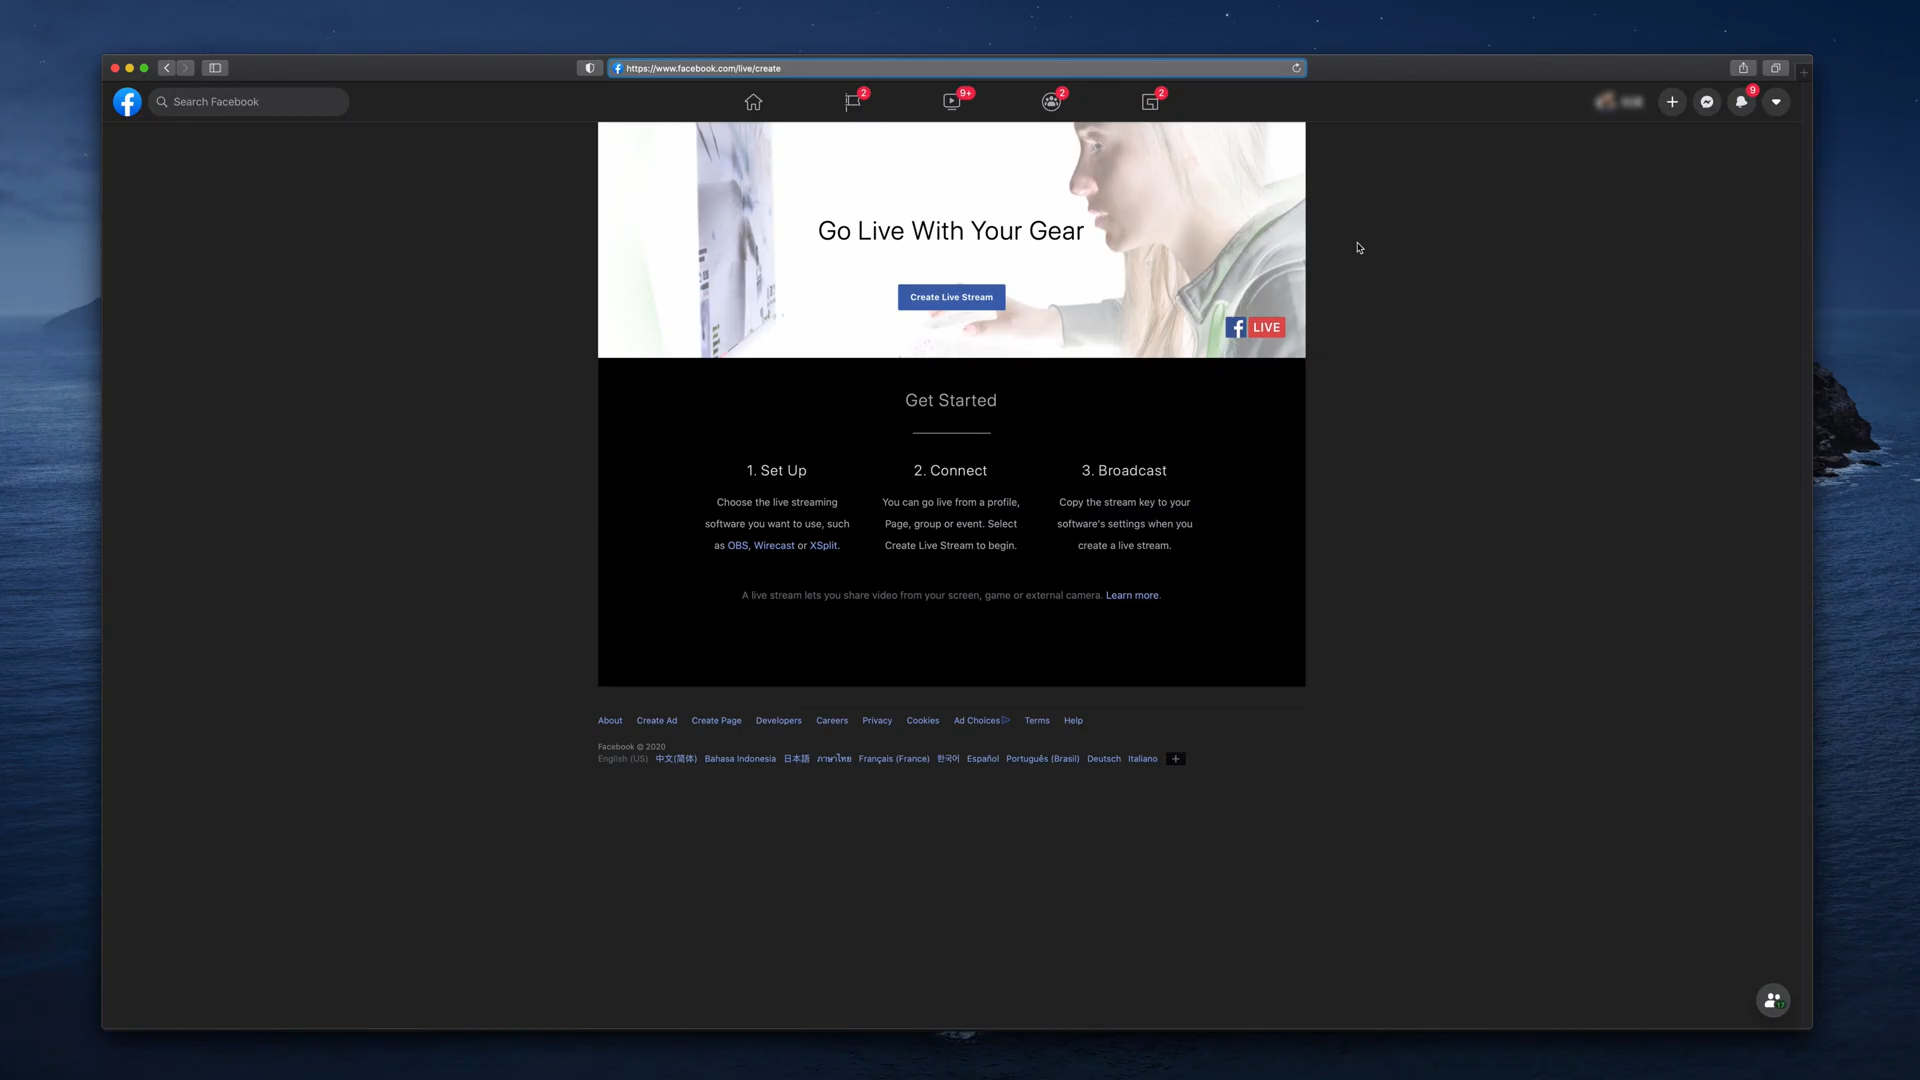 https://www.facebook.com/live/create
Search Facebook
2
9+
2
2
9
Go Live With Your Gear
Create Live Stream
f LIVE
Get Started
1. Set Up
Choose the live streaming
software you want to use, such
as OBS, Wirecast or XSplit.
2. Connect
You can go live from a profile,
Page, group or event. Select
Create Live Stream to begin.
3. Broadcast
Copy the stream key to your
software's settings when you
create a live stream.
A live stream lets you share video from your screen, game or external camera. Learn more.
About Create Ad Create Page Developers Careers Privacy Cookies Ad Choices Terms Help
Facebook © 2020
English (US) 中文(简体) Bahasa Indonesia 日本語 ภาษาไทย Français (France) 한국어 Español Português (Brasil) Deutsch Italiano